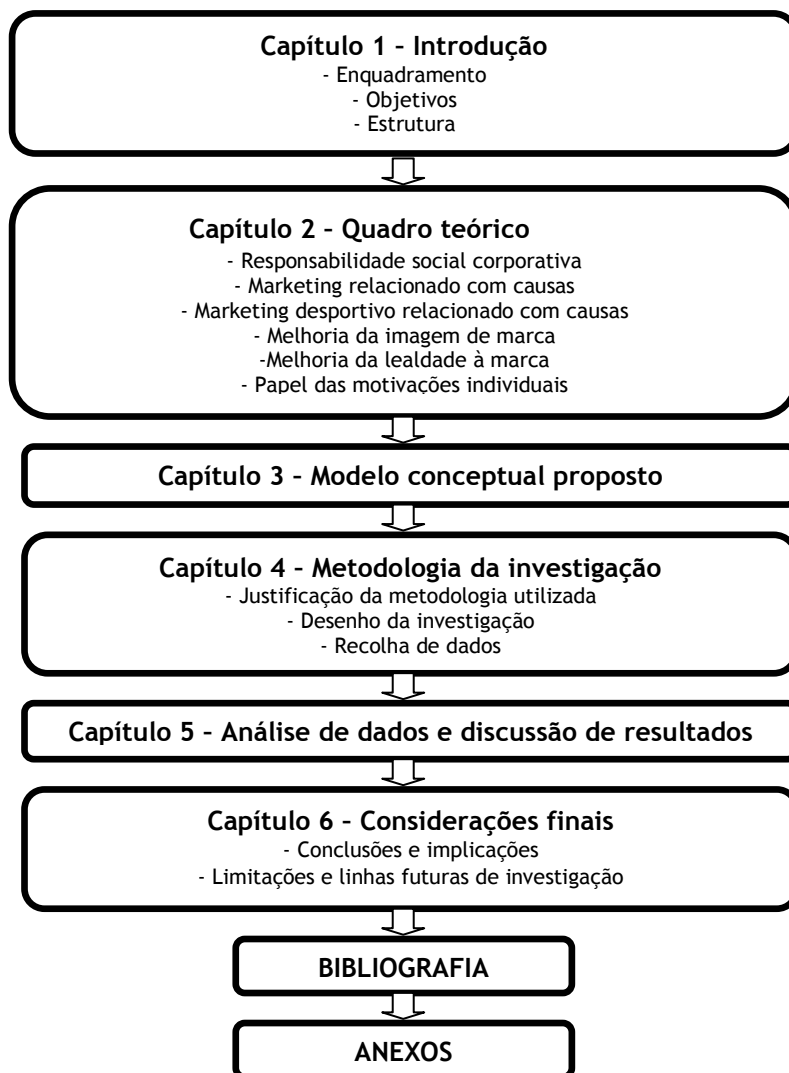 Capítulo 1 – Introdução
- Enquadramento
- Objetivos
- Estrutura
Capítulo 2 – Quadro teórico
- Responsabilidade social corporativa
- Marketing relacionado com causas
- Marketing desportivo relacionado com causas
- Melhoria da imagem de marca
-Melhoria da lealdade à marca
- Papel das motivações individuais
Capítulo 3 – Modelo conceptual proposto
Capítulo 4 – Metodologia da investigação
- Justificação da metodologia utilizada
- Desenho da investigação
- Recolha de dados
Capítulo 5 – Análise de dados e discussão de resultados
Capítulo 6 – Considerações finais
- Conclusões e implicações
- Limitações e linhas futuras de investigação
BIBLIOGRAFIA
ANEXOS